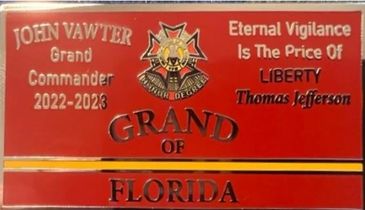 JOHN VAWTER
Grand
Commander
2022-2023
Eternal Vigilance
Is The Price Of
LIBERTY
Thomas Jefferson
GRAND
OF
FLORIDA